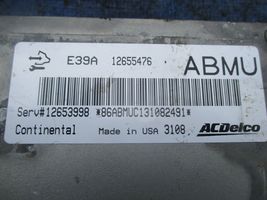 E39A 12655476 ABMU
Serv#12653998 *86ABMUC131082491*
Continental Made in USA 3108 ACDelco